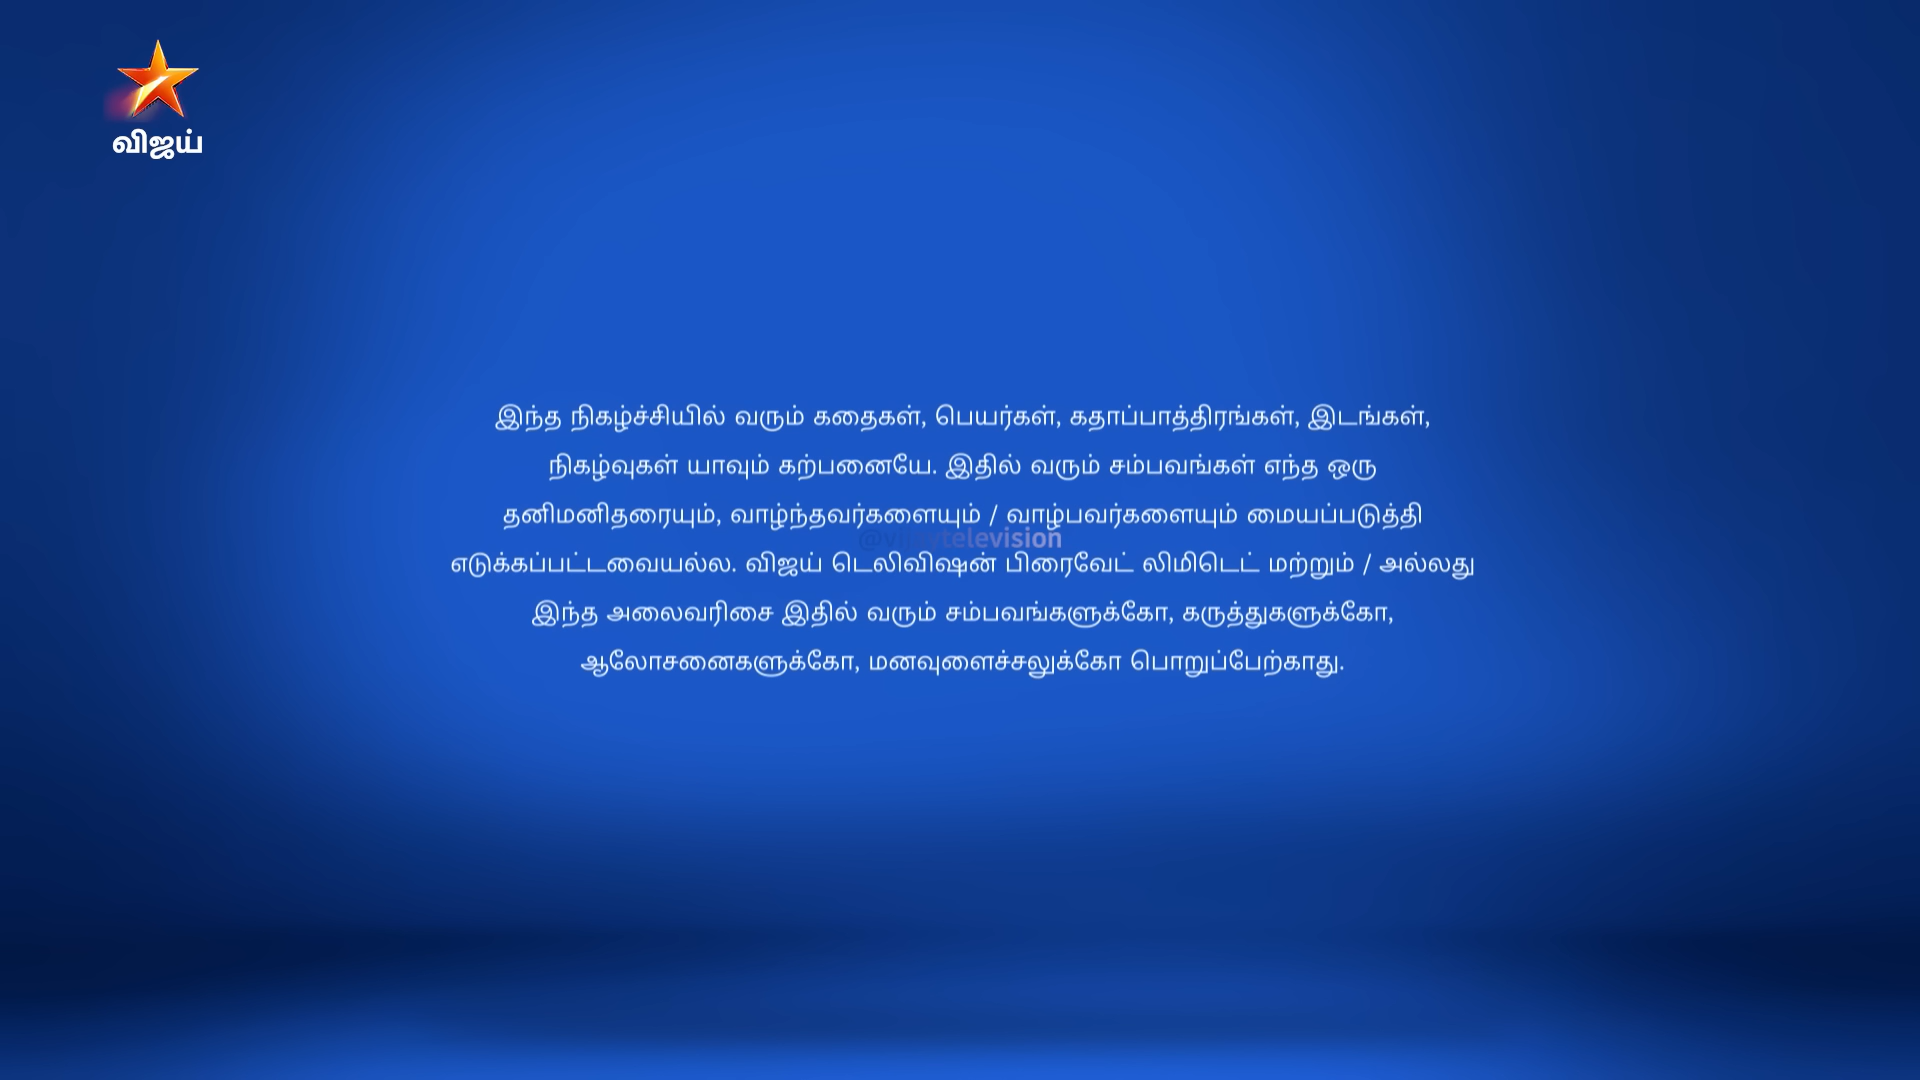 விஜய்
இந்த நிகழ்ச்சியில் வரும் கதைகள், பெயர்கள், கதாப்பாத்திரங்கள், இடங்கள்,
நிகழ்வுகள் யாவும் கற்பனையே. இதில் வரும் சம்பவங்கள் எந்த ஒரு
தனிமனிதரையும், வாழ்ந்தவர்களையும் / வாழ்பவர்களையும் மையப்படுத்தி
@vijaytelevision
எடுக்கப்பட்டவையல்ல. விஜய் டெலிவிஷன் பிரைவேட் லிமிடெட் மற்றும் / அல்லது
இந்த அலைவரிசை இதில் வரும் சம்பவங்களுக்கோ, கருத்துகளுக்கோ,
ஆலோசனைகளுக்கோ, மனவுளைச்சலுக்கோ பொறுப்பேற்காது.